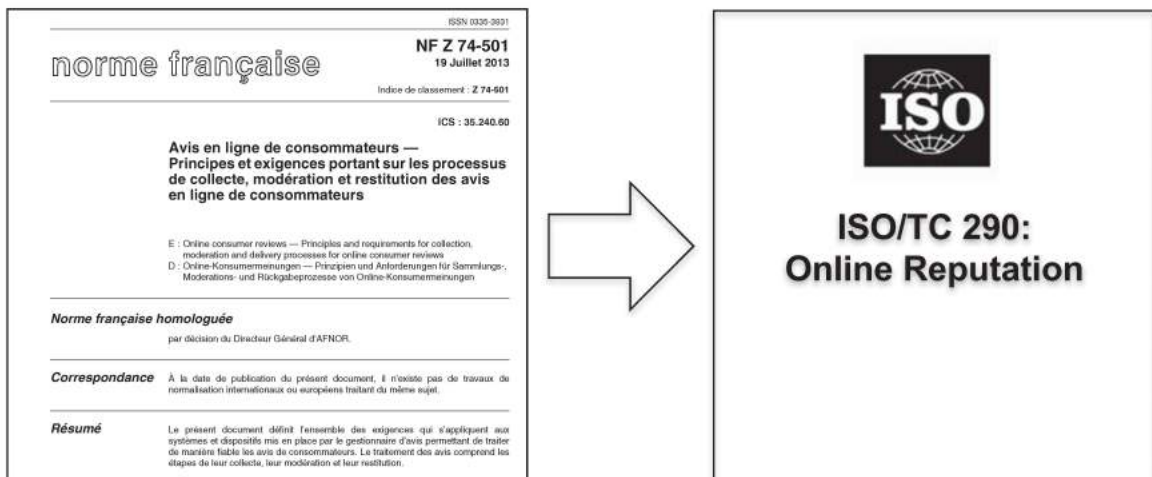 ISSN 0335-3931
norme française
NF Z 74-501
19 Juillet 2013
Indice de classement : Z 74-501
ICS : 35.240.60
Avis en ligne de consommateurs —
Principes et exigences portant sur les processus
de collecte, modération et restitution des avis
en ligne de consommateurs
E : Online consumer reviews — Principles and requirements for collection,
moderation and delivery processes for online consumer reviews
D : Online-Konsumermeinungen — Prinzipien und Anforderungen für Sammlungs-,
Moderations- und Rückgabeprozesse von Online-Konsumermeinungen
Norme française homologuée
par décision du Directeur Général d'AFNOR.
Correspondance
À la date de publication du présent document, il n'existe pas de travaux de
normalisation internationaux ou européens traitant du même sujet.
Résumé
Le présent document définit l'ensemble des exigences qui s'appliquent aux
systèmes et dispositifs mis en place par le gestionnaire d'avis permettant de traiter
de manière fiable les avis de consommateurs. Le traitement des avis comprend les
étapes de leur collecte, leur modération et leur restitution.
ISO
ISO/TC 290:
Online Reputation